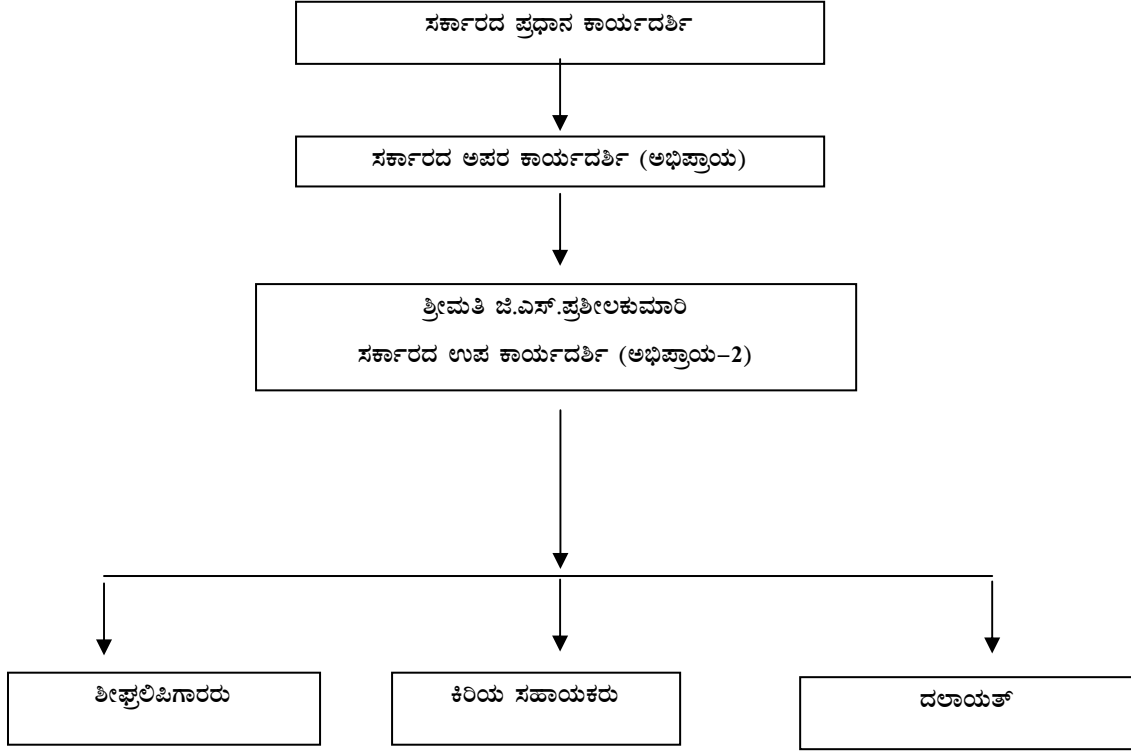 ಸರ್ಕಾರದ ಪ್ರಧಾನ ಕಾರ್ಯದರ್ಶಿ
ಸರ್ಕಾರದ ಅಪರ ಕಾರ್ಯದರ್ಶಿ (ಅಭಿಪ್ರಾಯ)
ಶ್ರೀಮತಿ ಜಿ.ಎಸ್.ಪ್ರಶೀಲಕುಮಾರಿ
ಸರ್ಕಾರದ ಉಪ ಕಾರ್ಯದರ್ಶಿ (ಅಭಿಪ್ರಾಯ–2)
ಶೀಘ್ರಲಿಪಿಗಾರರು
ಕಿರಿಯ ಸಹಾಯಕರು
ದಲಾಯತ್